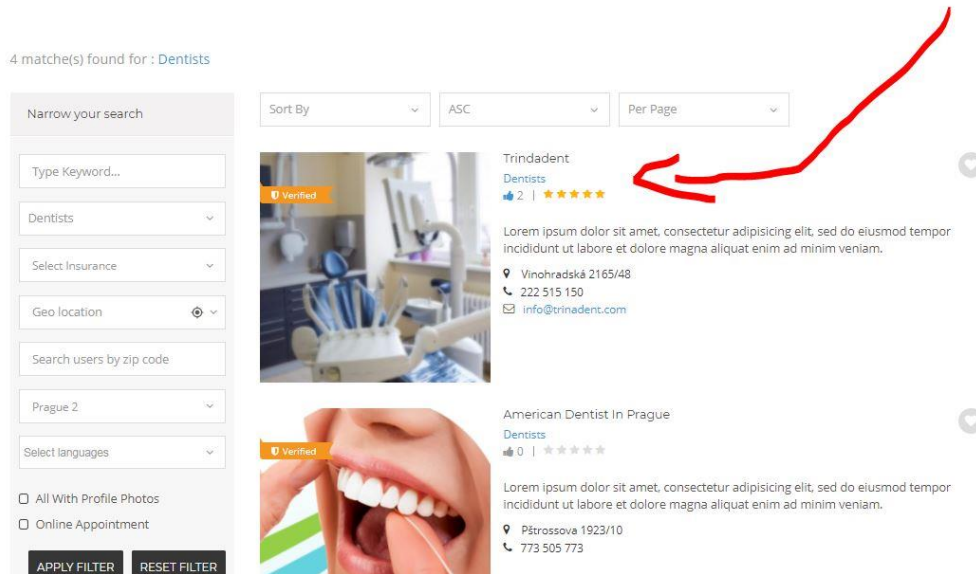 4 matche(s) found for : Dentists
Narrow your search
Type Keyword...
Dentists
Select Insurance
Geo location
Search users by zip code
Prague 2
Select languages
All With Profile Photos
Online Appointment
APPLY FILTER
RESET FILTER
Sort By
ASC
Per Page
Verified
Trindadent
Dentists
2 |
Lorem ipsum dolor sit amet, consectetur adipisicing elit, sed do eiusmod tempor
incididunt ut labore et dolore magna aliquat enim ad minim veniam.
Vinohradská 2165/48
222 515 150
info@trinadent.com
Verified
American Dentist In Prague
Dentists
0 |
Lorem ipsum dolor sit amet, consectetur adipisicing elit, sed do eiusmod tempor
incididunt ut labore et dolore magna aliquat enim ad minim veniam.
Pštrossova 1923/10
773 505 773